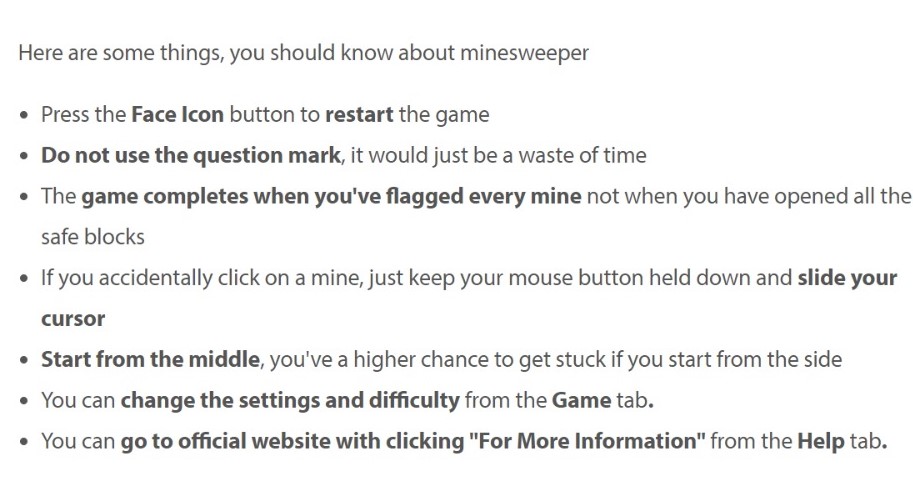 Here are some things, you should know about minesweeper
• Press the Face Icon button to restart the game
• Do not use the question mark, it would just be a waste of time
• The game completes when you've flagged every mine not when you have opened all the
safe blocks
• If you accidentally click on a mine, just keep your mouse button held down and slide your
cursor
• Start from the middle, you've a higher chance to get stuck if you start from the side
• You can change the settings and difficulty from the Game tab.
• You can go to official website with clicking "For More Information" from the Help tab.